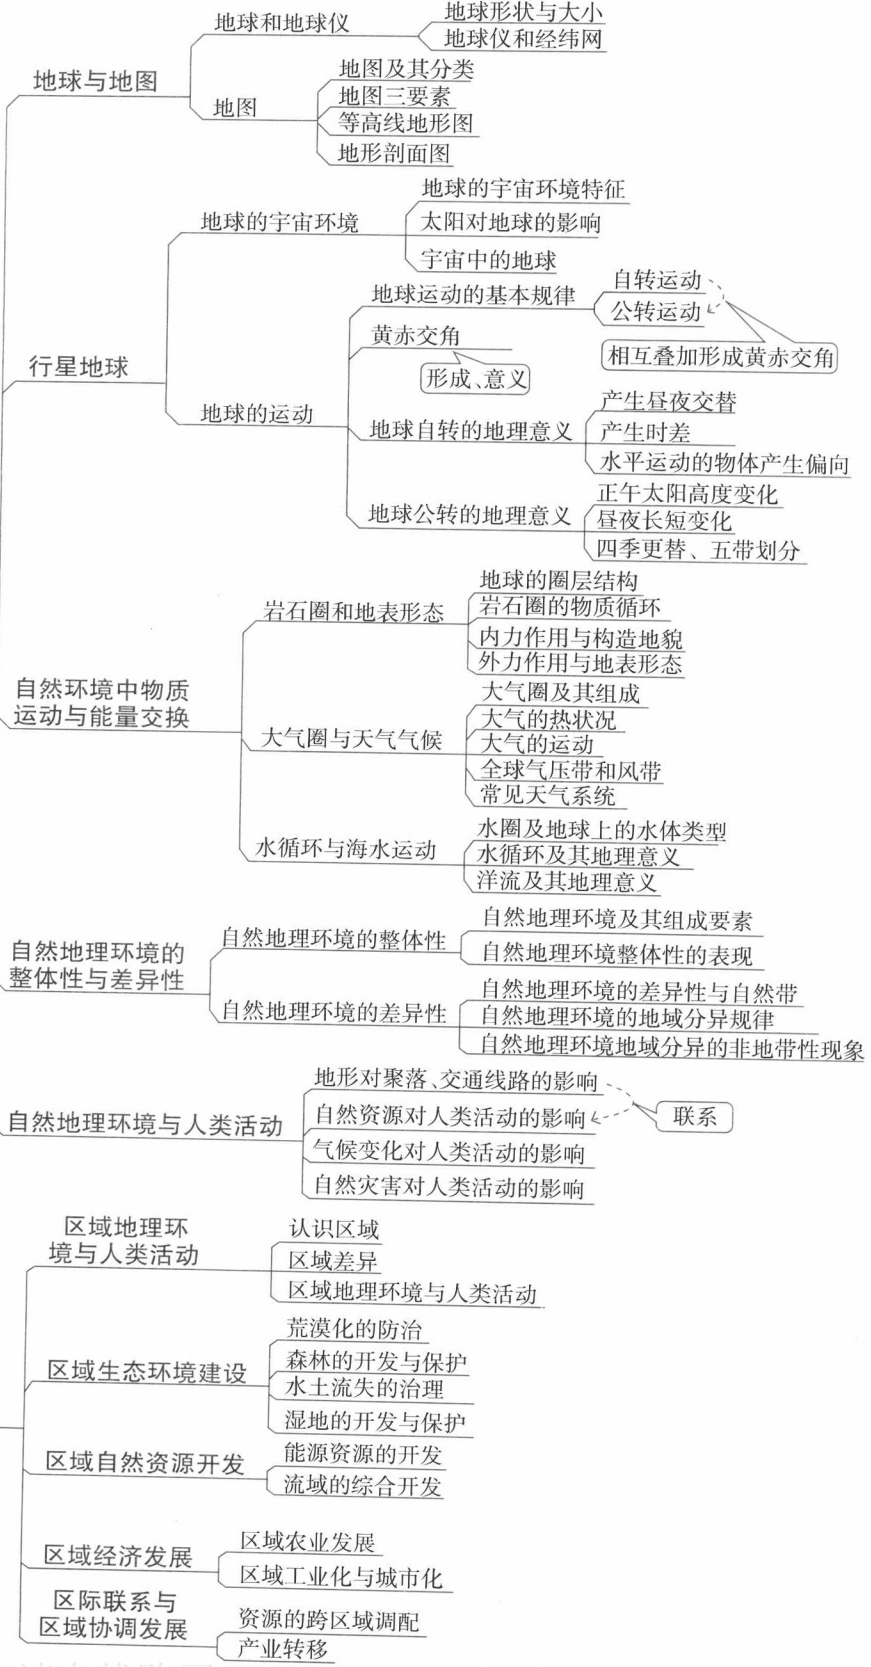 地球与地图
地球和地球仪
地球形状与大小
地球仪和经纬网
地图
地图及其分类
地图三要素
等高线地形图
地形剖面图
行星地球
地球的宇宙环境
地球的宇宙环境特征
太阳对地球的影响
宇宙中的地球
地球的运动
地球运动的基本规律
自转运动
公转运动
相互叠加形成黄赤交角
黄赤交角
形成、意义
地球自转的地理意义
产生昼夜交替
产生时差
水平运动的物体产生偏向
地球公转的地理意义
正午太阳高度变化
昼夜长短变化
四季更替、五带划分
自然环境中物质
运动与能量交换
岩石圈和地表形态
地球的圈层结构
岩石圈的物质循环
内力作用与构造地貌
外力作用与地表形态
大气圈与天气气候
大气圈及其组成
大气的热状况
大气的运动
全球气压带和风带
常见天气系统
水循环与海水运动
水圈及地球上的水体类型
水循环及其地理意义
洋流及其地理意义
自然地理环境的
整体性与差异性
自然地理环境的整体性
自然地理环境及其组成要素
自然地理环境整体性的表现
自然地理环境的差异性
自然地理环境的差异性与自然带
自然地理环境的地域分异规律
自然地理环境地域分异的非地带性现象
自然地理环境与人类活动
地形对聚落、交通线路的影响
自然资源对人类活动的影响
联系
气候变化对人类活动的影响
自然灾害对人类活动的影响
区域地理环
境与人类活动
认识区域
区域差异
区域地理环境与人类活动
区域生态环境建设
荒漠化的防治
森林的开发与保护
水土流失的治理
湿地的开发与保护
区域自然资源开发
能源资源的开发
流域的综合开发
区域经济发展
区域农业发展
区域工业化与城市化
区际联系与
区域协调发展
资源的跨区域调配
产业转移